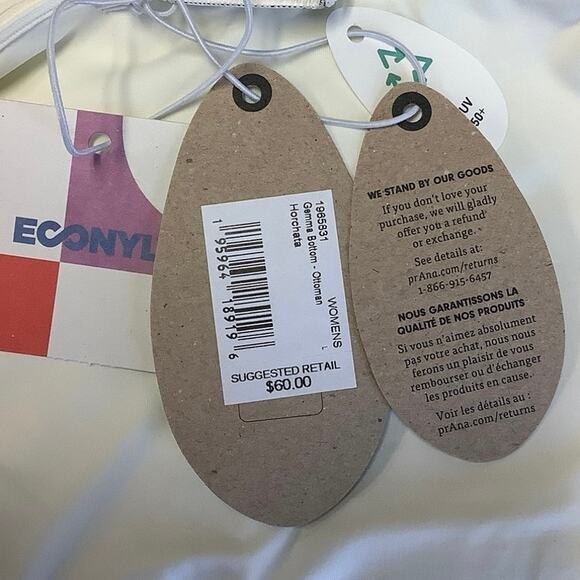 ECONYL
UV
50+
1965831
Gemma Bottom - Ottoman
Horchata
WOMENS
L
1 95964 18919 6
SUGGESTED RETAIL
$60.00
WE STAND BY OUR GOODS
If you don't love your
purchase, we will gladly
offer you a refund
or exchange.
See details at:
prAna.com/returns
1-866-915-6457
NOUS GARANTISSONS LA
QUALITÉ DE NOS PRODUITS
Si vous n'aimez absolument
pas votre achat, nous nous
ferons un plaisir de vous
rembourser ou d'échanger
les produits en cause.
Voir les détails au :
prAna.com/returns